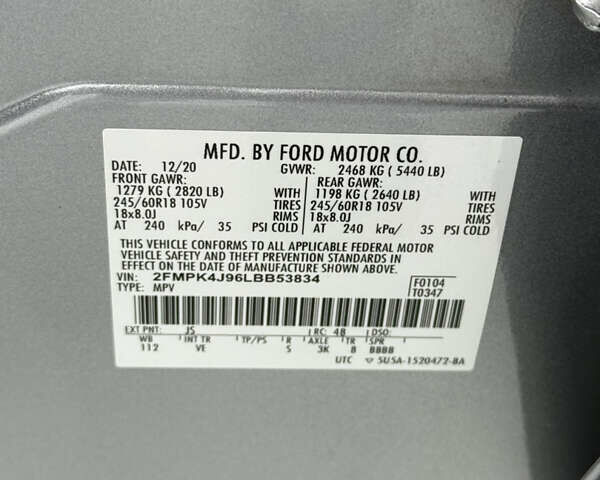 MFD. BY FORD MOTOR CO.
DATE: 12/20 GVWR: 2468 KG ( 5440 LB)
FRONT GAWR: REAR GAWR:
1279 KG ( 2820 LB) WITH 1198 KG ( 2640 LB) WITH
245/60R18 105V TIRES 245/60R18 105V TIRES
18x8.0J RIMS 18x8.0J RIMS
AT 240 kPa/ 35 PSI COLD AT 240 kPa/ 35 PSI COLD
THIS VEHICLE CONFORMS TO ALL APPLICABLE FEDERAL MOTOR
VEHICLE SAFETY AND THEFT PREVENTION STANDARDS IN
EFFECT ON THE DATE OF MANUFACTURE SHOWN ABOVE.
VIN: 2FMPK4J96LBB53834
TYPE: MPV
F0104
T0347
EXT PNT: JS RC: 48 DSO:
WB INT TR TP/PS R AXLE TR SPR
112 VE 5 3K 8 BBBB
UTC ▽ 5U5A-1520472-BA